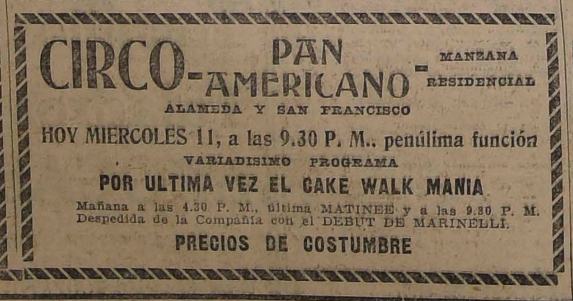 CIRCO-PAN AMERICANO-MANZANA RESIDENCIAL
ALAMEDA Y SAN FRANCISCO
HOY MIERCOLES 11, a las 9.30 P. M., penúlima función
VARIADISIMO PROGRAMA
POR ULTIMA VEZ EL CAKE WALK MANIA
Mañana a las 4.30 P. M., última MATINEE y a las 9.30 P. M.
Despedida de la Compañía con el DEBUT DE MARINELLI.
PRECIOS DE COSTUMBRE